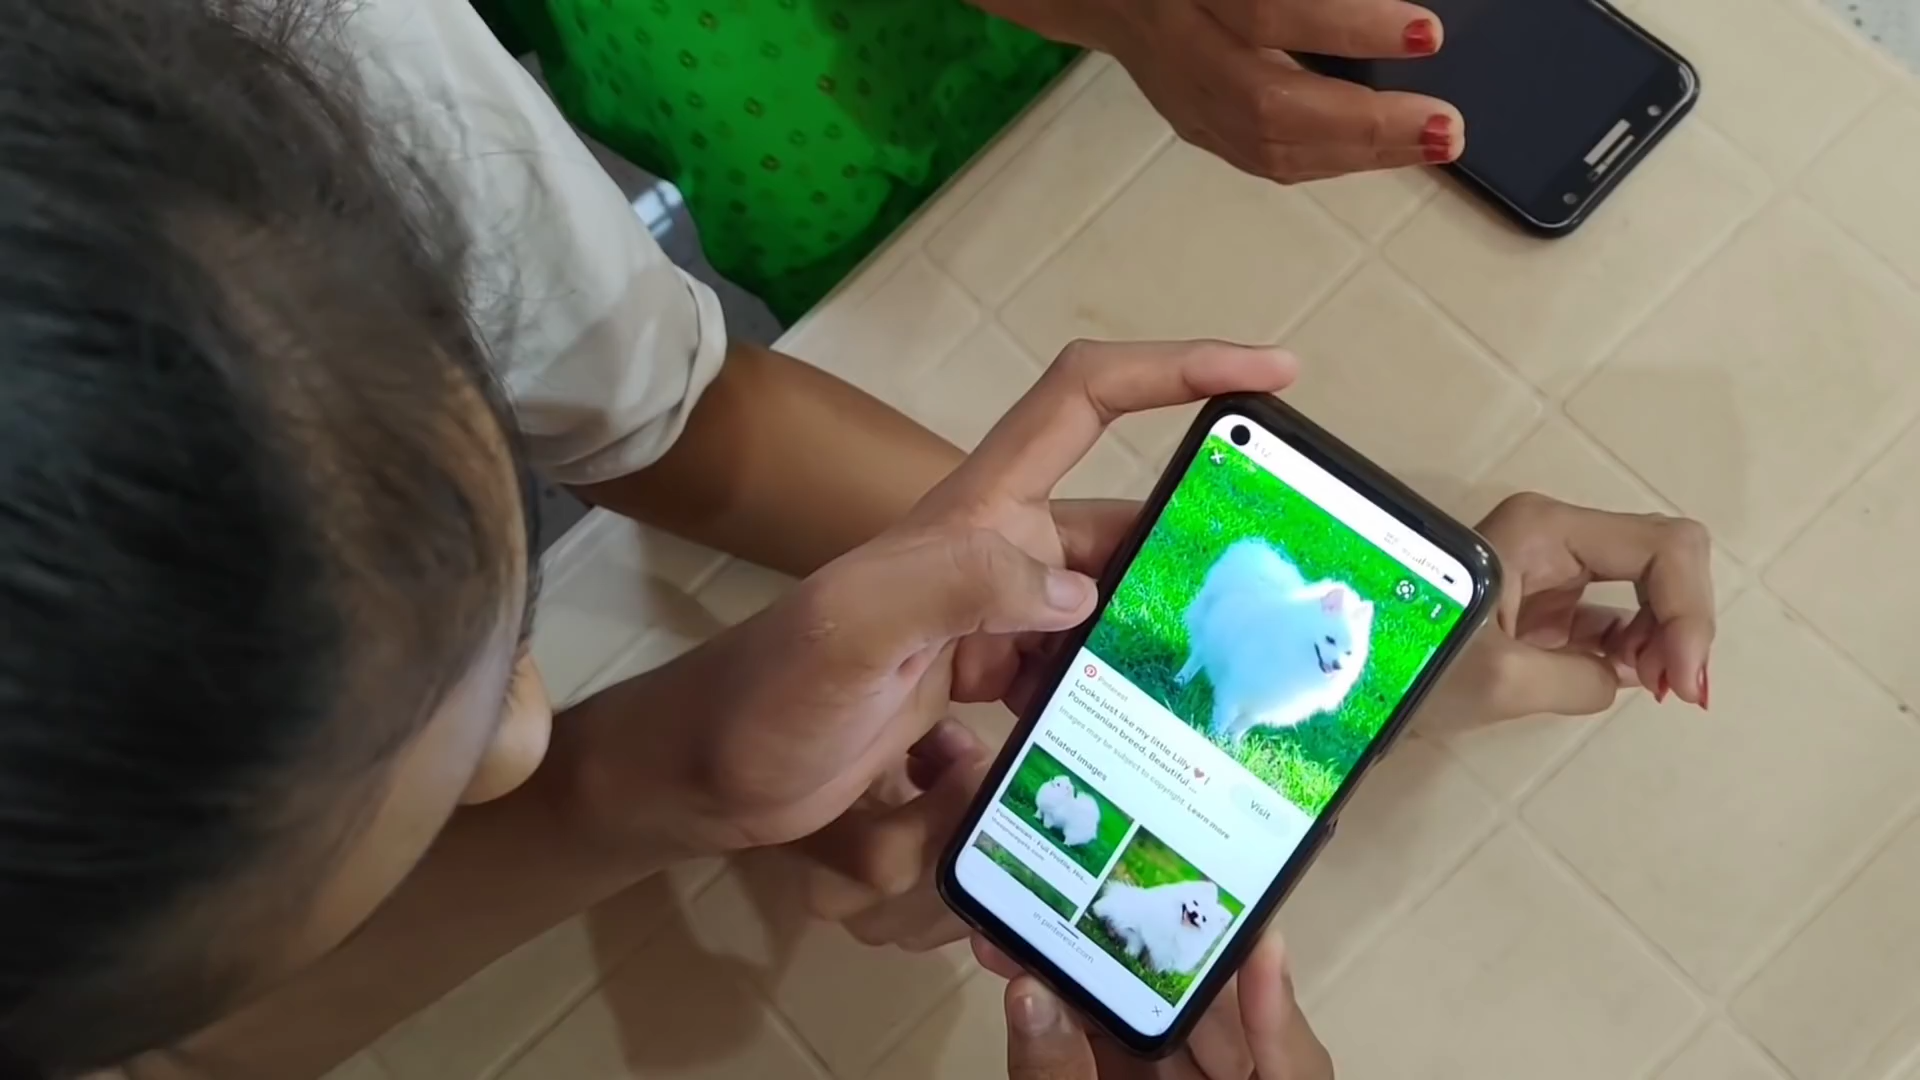 Pinterest
Looks just like my little Lilly ❤ |
Pomeranian breed, Beautiful ...
Images may be subject to copyright. Learn more
Visit
Related images
Pomeranian - Full Profile, His...
in.pinterest.com